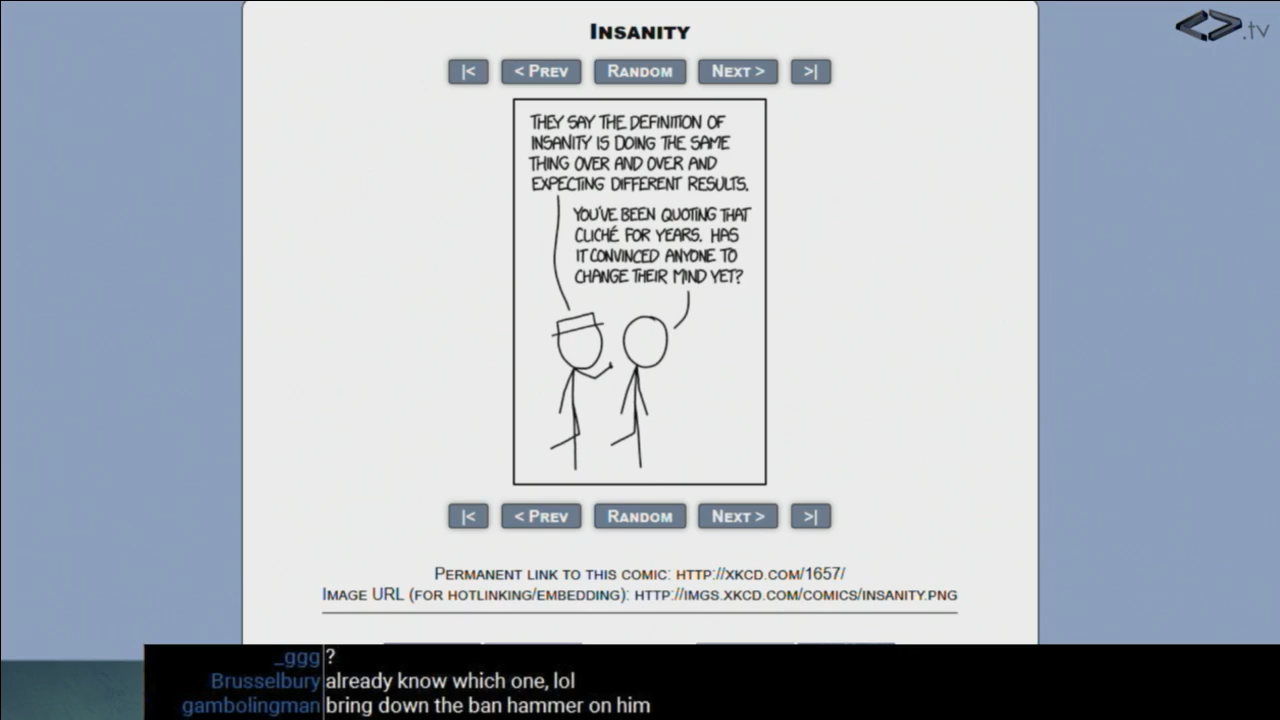 <>.tv
INSANITY
|< < PREV RANDOM NEXT > >|
THEY SAY THE DEFINITION OF
INSANITY IS DOING THE SAME
THING OVER AND OVER AND
EXPECTING DIFFERENT RESULTS.
YOU'VE BEEN QUOTING THAT
CLICHÉ FOR YEARS. HAS
IT CONVINCED ANYONE TO
CHANGE THEIR MIND YET?
|< < PREV RANDOM NEXT > >|
PERMANENT LINK TO THIS COMIC: HTTP://XKCD.COM/1657/
IMAGE URL (FOR HOTLINKING/EMBEDDING): HTTP://IMGS.XKCD.COM/COMICS/INSANITY.PNG
_ggg ?
Brusselbury already know which one, lol
gambolingman bring down the ban hammer on him